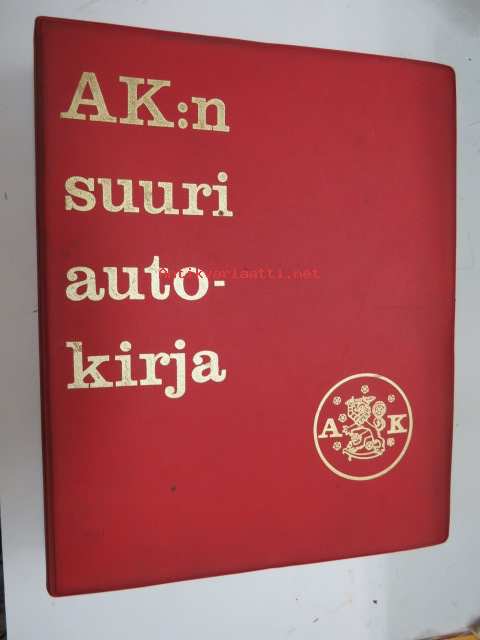 AK:n
suuri
auto-
Antikvariaatti.net
kirja
A K